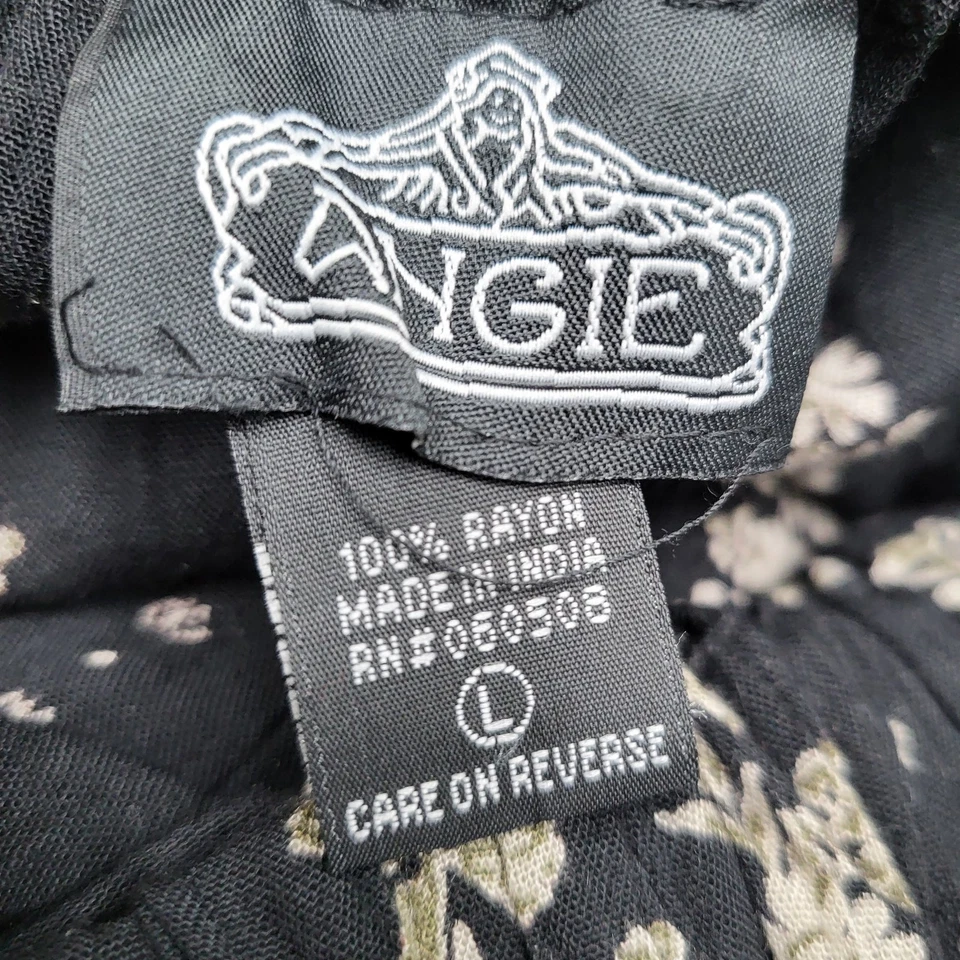 ANGIE
100% RAYON
MADE IN INDIA
RN#080508
L
CARE ON REVERSE